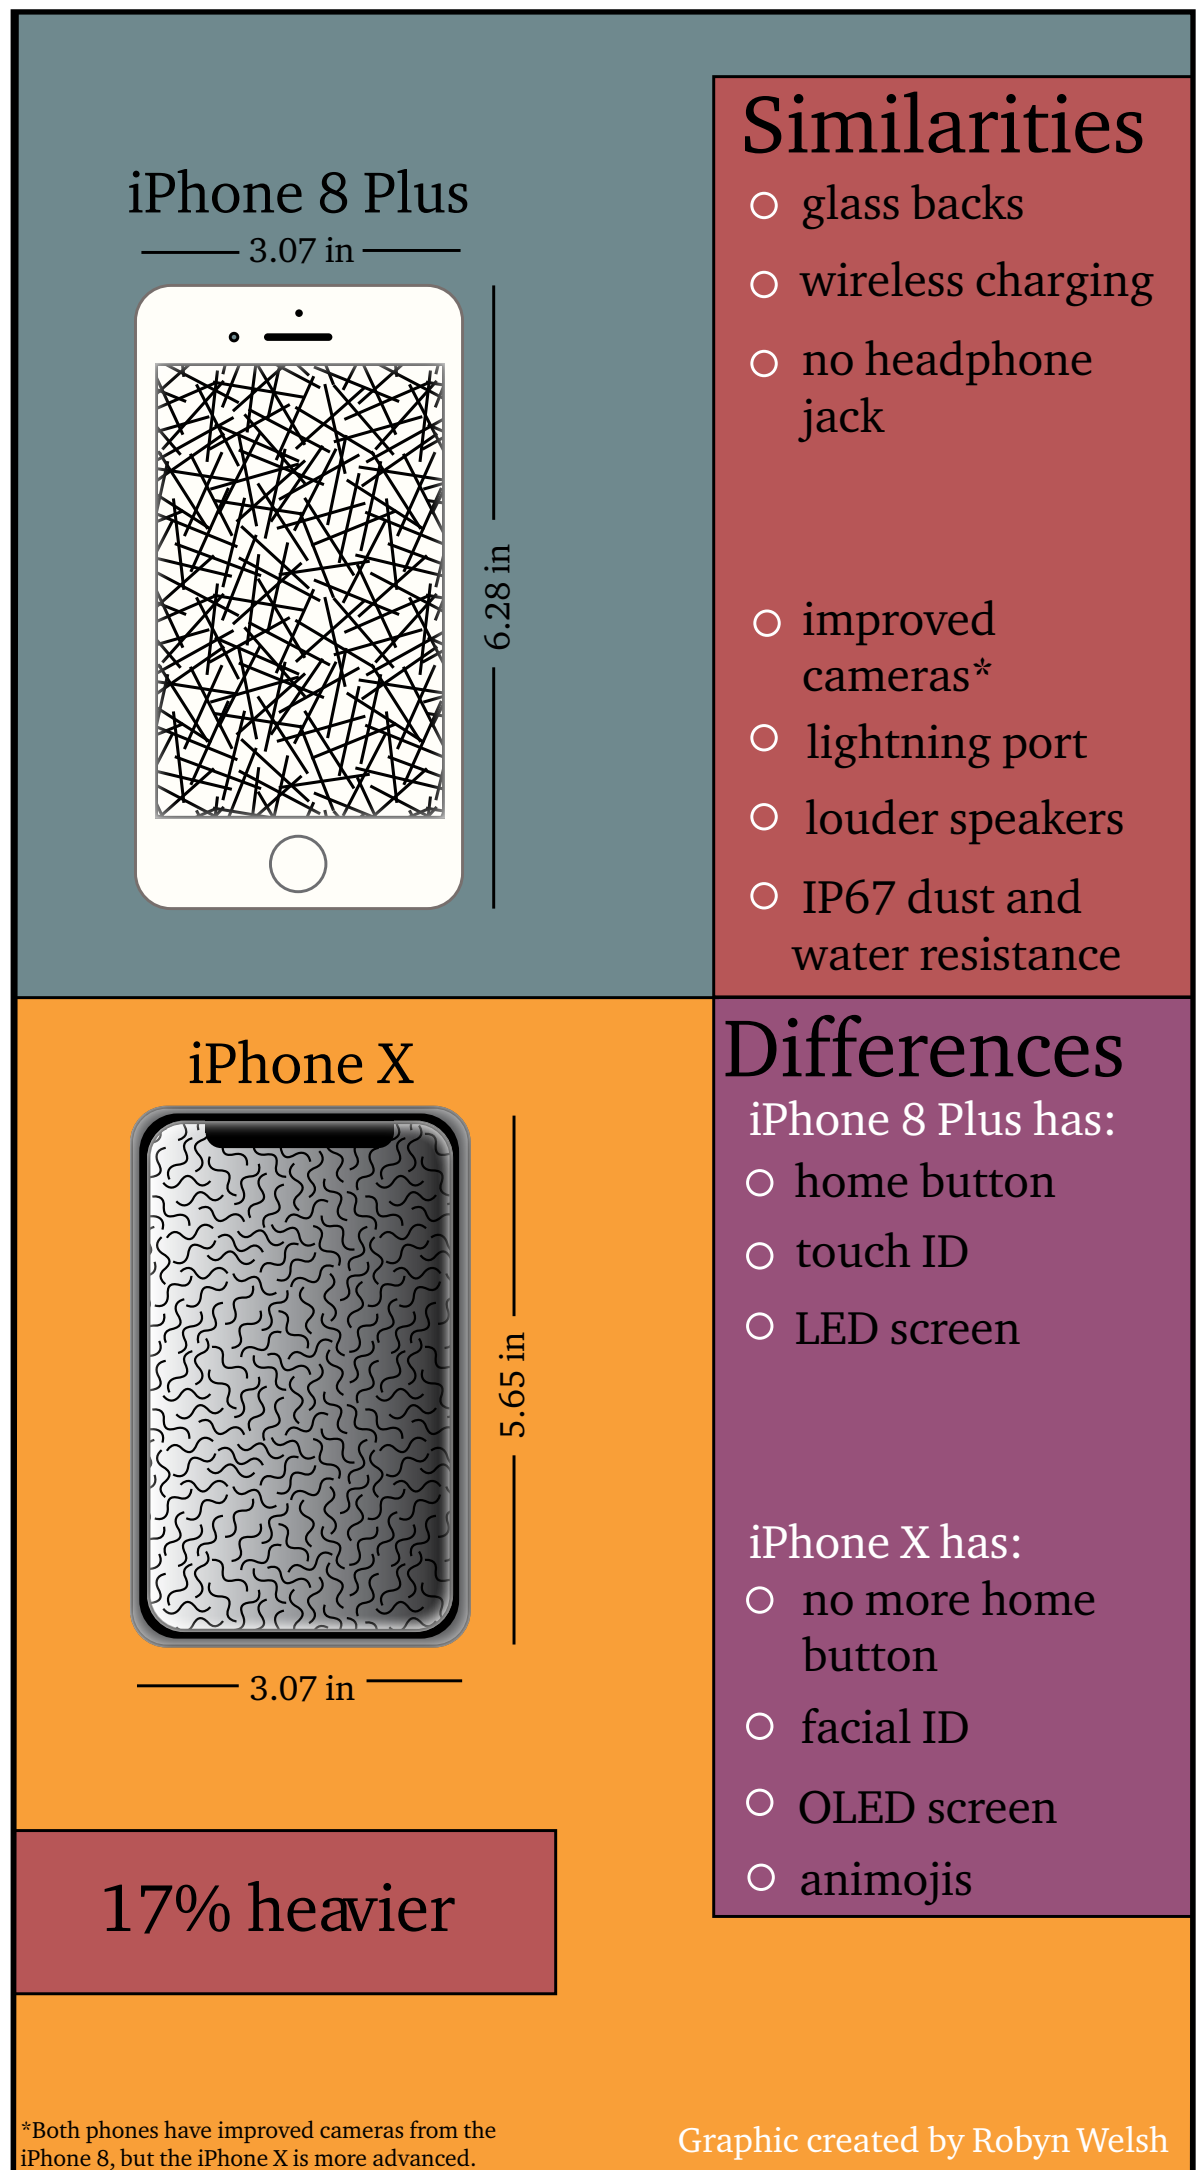 iPhone 8 Plus
3.07 in
6.28 in
Similarities
glass backs
wireless charging
no headphone
jack
improved
cameras*
lightning port
louder speakers
IP67 dust and
water resistance
iPhone X
5.65 in
3.07 in
17% heavier
Differences
iPhone 8 Plus has:
home button
touch ID
LED screen
iPhone X has:
no more home
button
facial ID
OLED screen
animojis
*Both phones have improved cameras from the
iPhone 8, but the iPhone X is more advanced.
Graphic created by Robyn Welsh